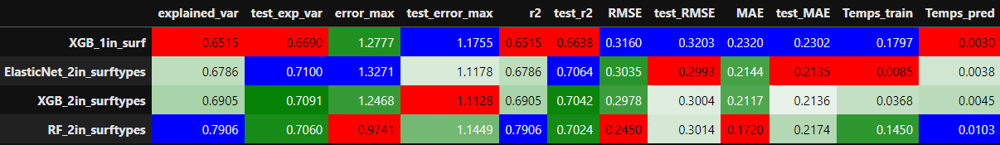 explained_var test_exp_var error_max test_error_max r2 test_r2 RMSE test_RMSE MAE test_MAE Temps_train Temps_pred
XGB_1in_surf 0.6515 0.6690 1.2777 1.1755 0.6515 0.6638 0.3160 0.3203 0.2320 0.2302 0.1797 0.0030
ElasticNet_2in_surftypes 0.6786 0.7100 1.3271 1.1178 0.6786 0.7064 0.3035 0.2993 0.2144 0.2135 0.0085 0.0038
XGB_2in_surftypes 0.6905 0.7091 1.2468 1.1128 0.6905 0.7042 0.2978 0.3004 0.2117 0.2136 0.0368 0.0045
RF_2in_surftypes 0.7906 0.7060 0.9741 1.1449 0.7906 0.7024 0.2450 0.3014 0.1720 0.2174 0.1450 0.0103